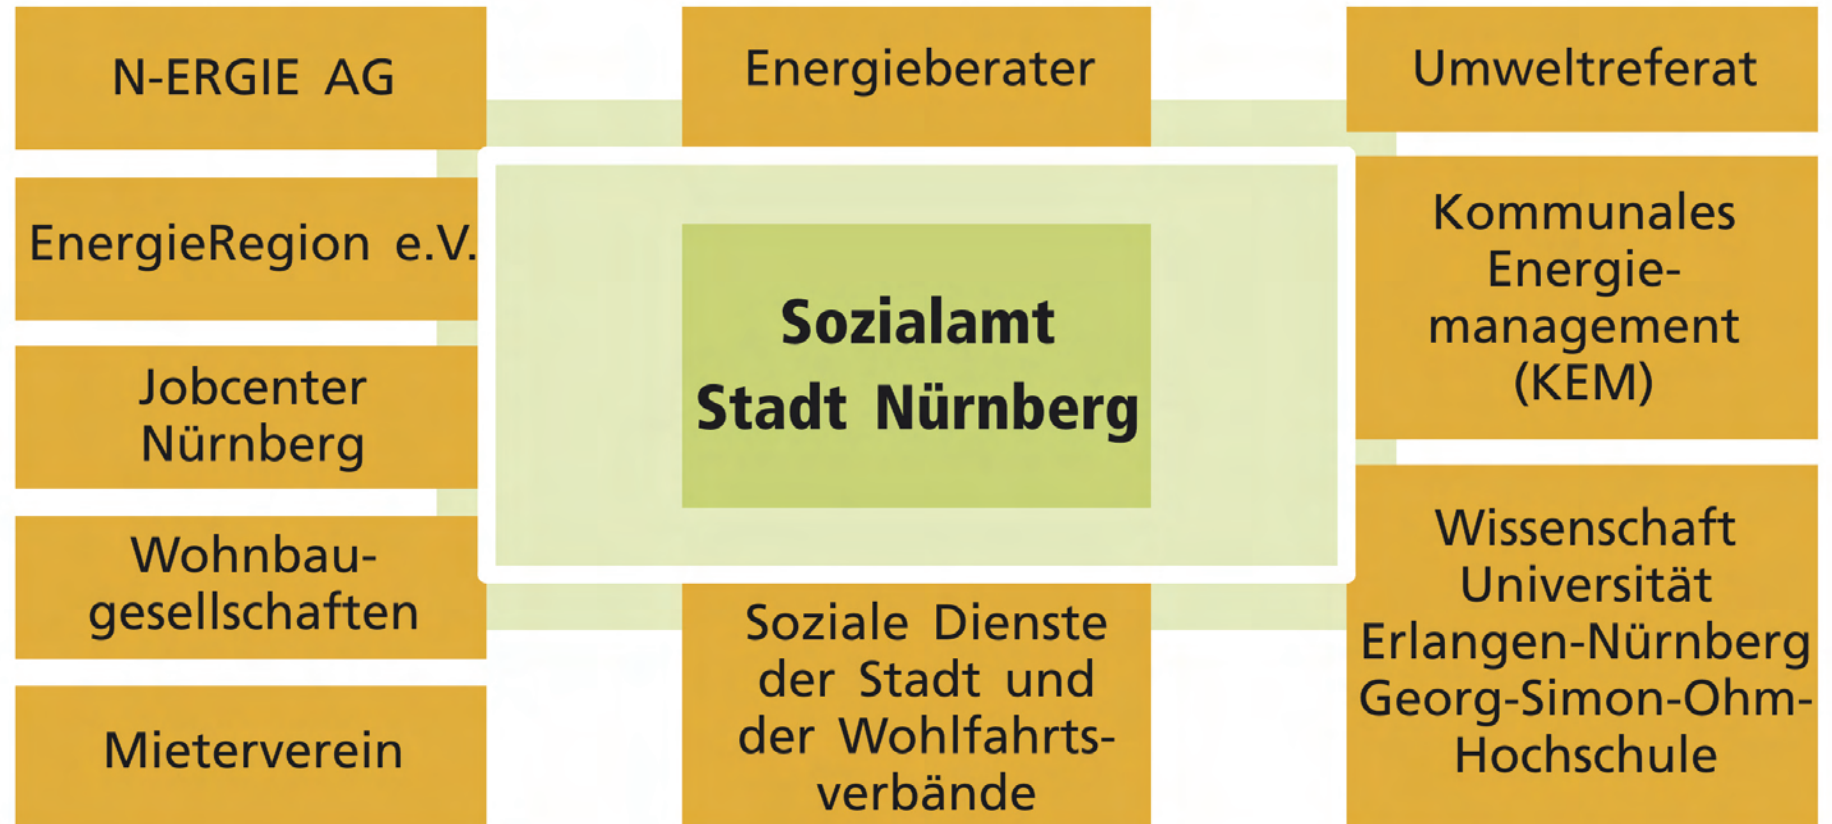 N-ERGIE AG
EnergieRegion e.V.
Jobcenter
Nürnberg
Wohnbau-
gesellschaften
Mieterverein
Energieberater
Sozialamt
Stadt Nürnberg
Soziale Dienste
der Stadt und
der Wohlfahrts-
verbände
Umweltreferat
Kommunales
Energie-
management
(KEM)
Wissenschaft
Universität
Erlangen-Nürnberg
Georg-Simon-Ohm-
Hochschule